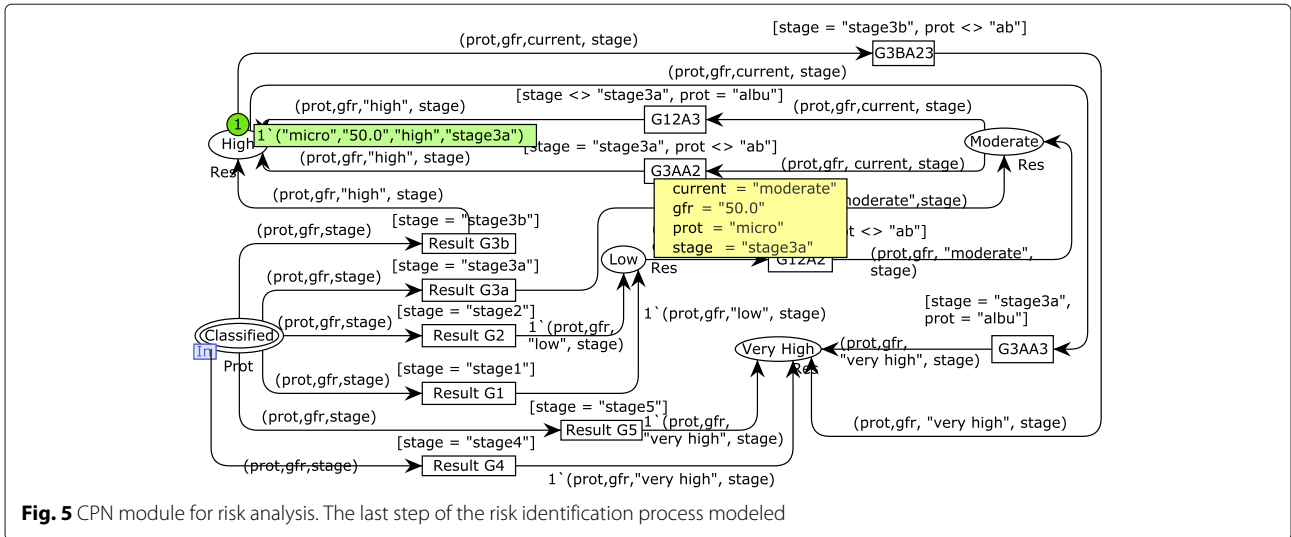 [stage = "stage3b", prot <> "ab"]
(prot,gfr,current, stage)
G3BA23
(prot,gfr,current, stage)
[stage <> "stage3a", prot = "albu"]
(prot,gfr,"high", stage)
(prot,gfr,current, stage)
G12A3
1
1`("micro","50.0","high","stage3a")
High
Moderate
[stage = "stage3a", prot <> "ab"]
(prot,gfr,"high", stage)
(prot,gfr, current, stage)
Res
G3AA2
Res
current = "moderate"
gfr = "50.0"
prot = "micro"
stage = "stage3a"
(prot,gfr,"high", stage)
moderate",stage)
[stage = "stage3b"]
(prot,gfr,stage)
Result G3b
<> "ab"]
Low
Res
G12A2
(prot,gfr, "moderate",
stage)
[stage = "stage3a"]
(prot,gfr,stage)
Result G3a
[stage = "stage3a",
prot = "albu"]
[stage = "stage2"]
1`(prot,gfr,"low", stage)
(prot,gfr,stage)
Result G2
1`(prot,gfr,
"low", stage)
Classified
In
Prot
Very High
Res
(prot,gfr,
"very high", stage)
G3AA3
[stage = "stage1"]
(prot,gfr,stage)
Result G1
[stage = "stage5"]
(prot,gfr,stage)
Result G5
1`(prot,gfr,
"very high", stage)
(prot,gfr, "very high", stage)
[stage = "stage4"]
(prot,gfr,stage)
Result G4
1`(prot,gfr,"very high", stage)
Fig. 5 CPN module for risk analysis. The last step of the risk identification process modeled